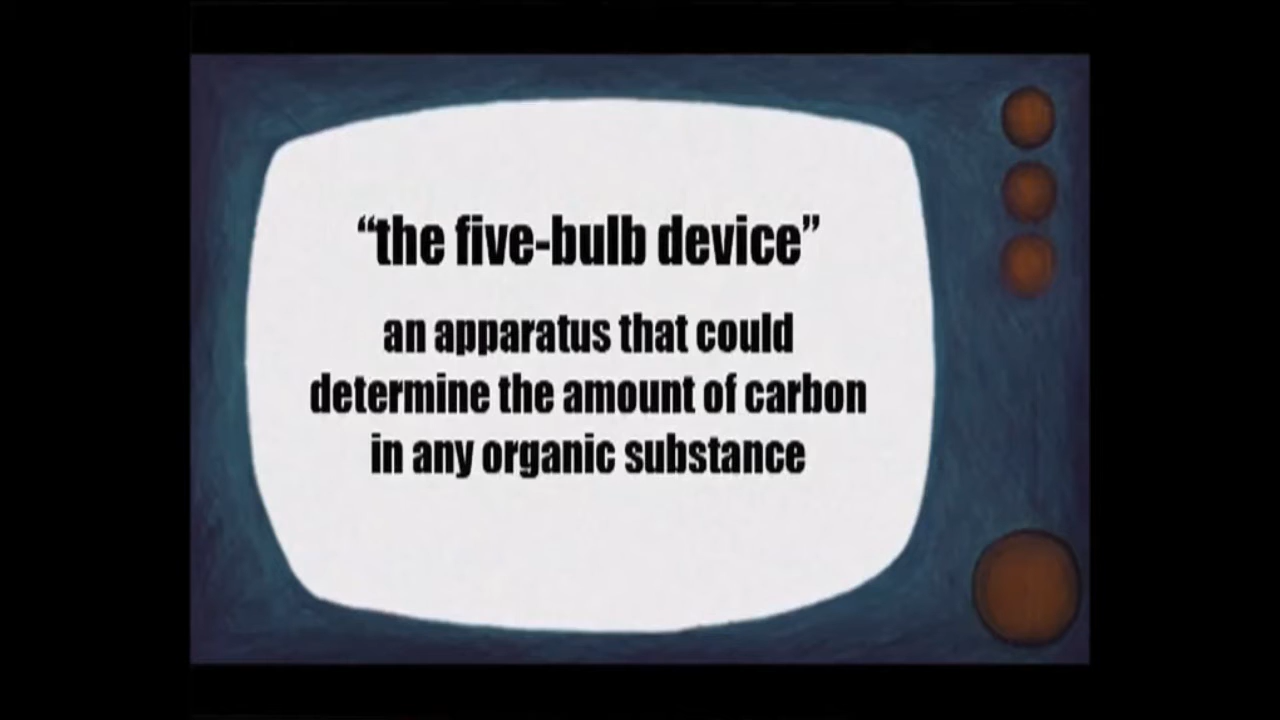 “the five-bulb device”
an apparatus that could
determine the amount of carbon
in any organic substance